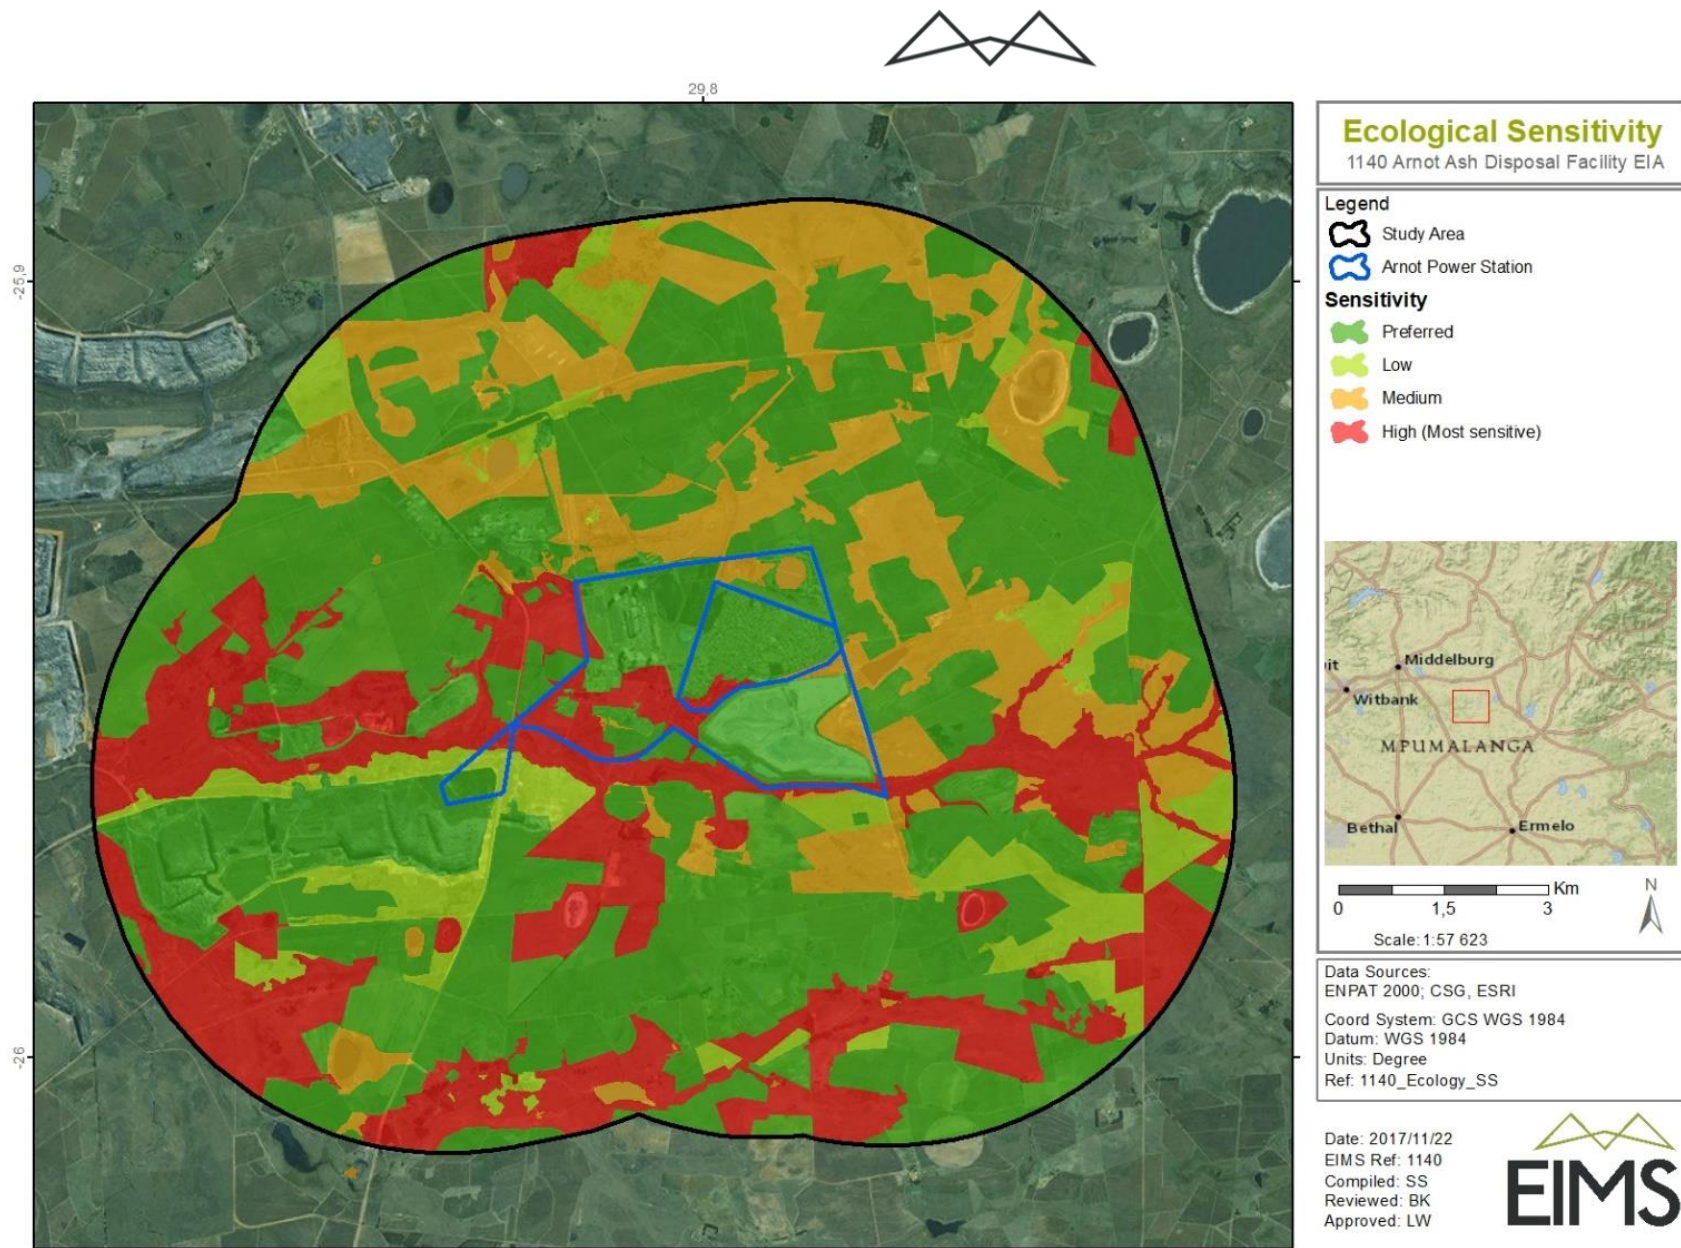 29,8
-25,9
-26
Ecological Sensitivity
1140 Arnot Ash Disposal Facility EIA
Legend
Study Area
Arnot Power Station
Sensitivity
Preferred
Low
Medium
High (Most sensitive)
Middelburg
Witbank
MPUMALANGA
Bethal
Ermelo
Km
0 1,5 3
N
Scale: 1:57 623
Data Sources:
ENPAT 2000; CSG, ESRI
Coord System: GCS WGS 1984
Datum: WGS 1984
Units: Degree
Ref: 1140_Ecology_SS
Date: 2017/11/22
EIMS Ref: 1140
Compiled: SS
Reviewed: BK
Approved: LW
EIMS